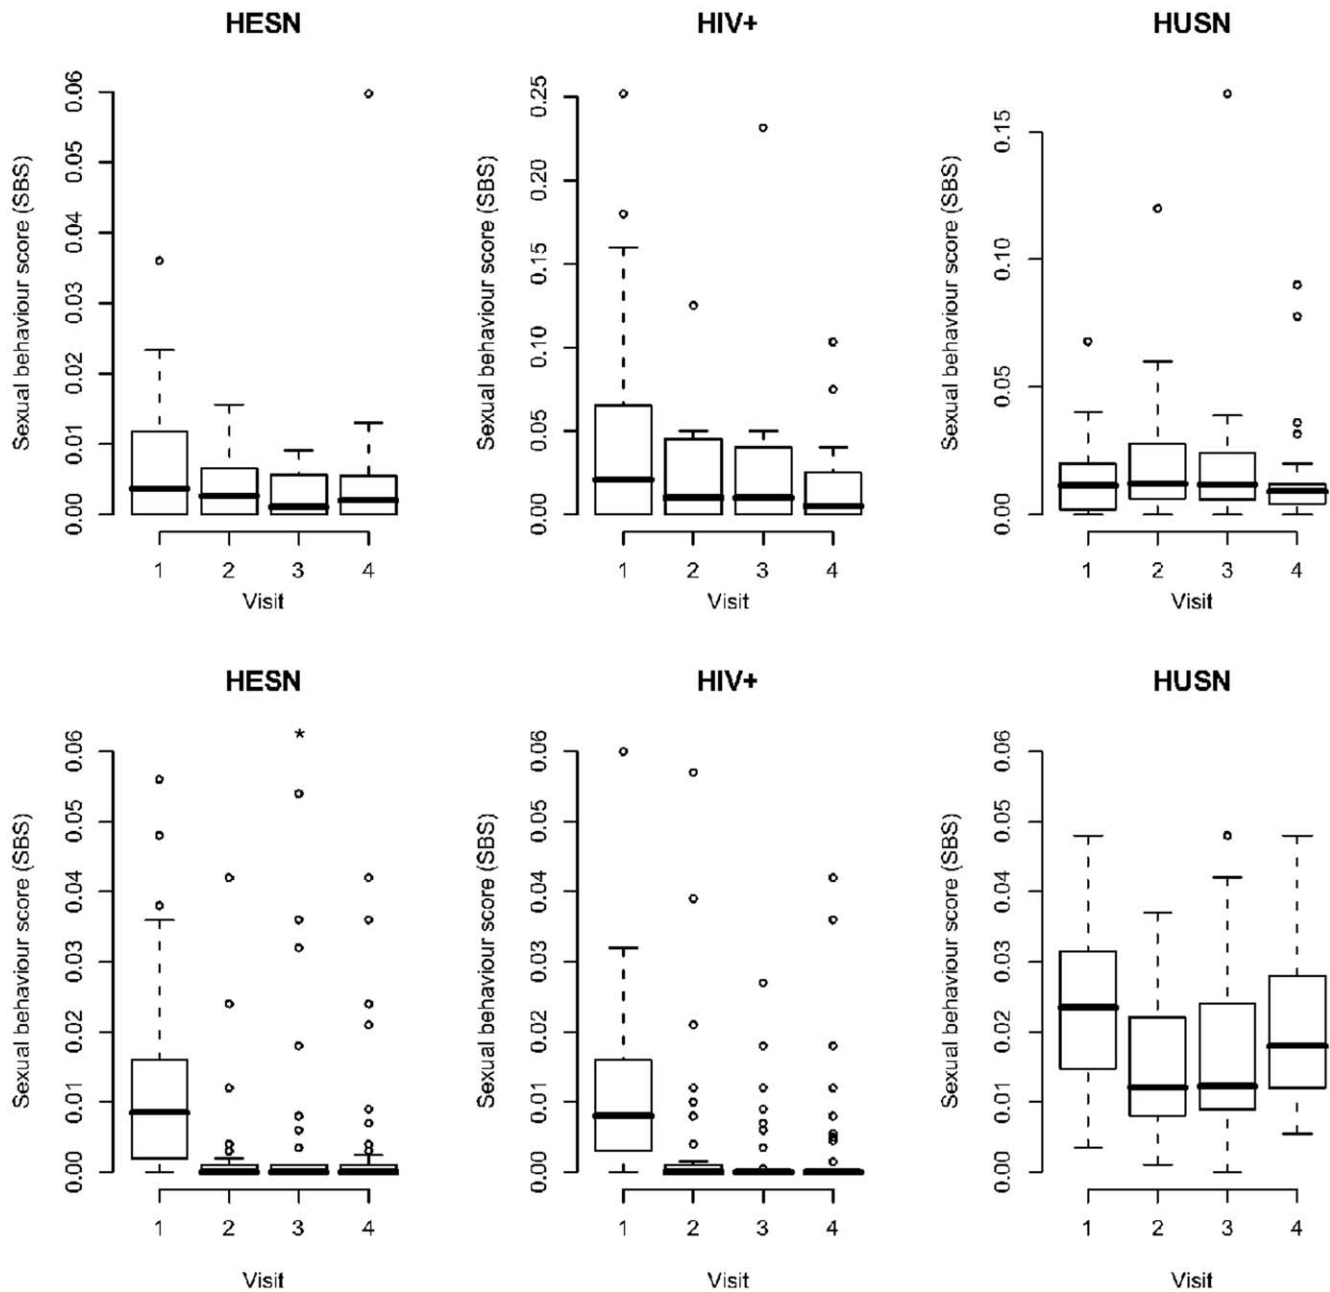 HESN HIV+ HUSN
Sexual behaviour score (SBS)
0.00 0.01 0.02 0.03 0.04 0.05 0.06
1 2 3 4
Visit
Sexual behaviour score (SBS)
0.00 0.05 0.10 0.15 0.20 0.25
1 2 3 4
Visit
Sexual behaviour score (SBS)
0.00 0.05 0.10 0.15
1 2 3 4
Visit
HESN HIV+ HUSN
Sexual behaviour score (SBS)
0.00 0.01 0.02 0.03 0.04 0.05 0.06
*
1 2 3 4
Visit
Sexual behaviour score (SBS)
0.00 0.01 0.02 0.03 0.04 0.05 0.06
1 2 3 4
Visit
Sexual behaviour score (SBS)
0.00 0.01 0.02 0.03 0.04 0.05 0.06
1 2 3 4
Visit